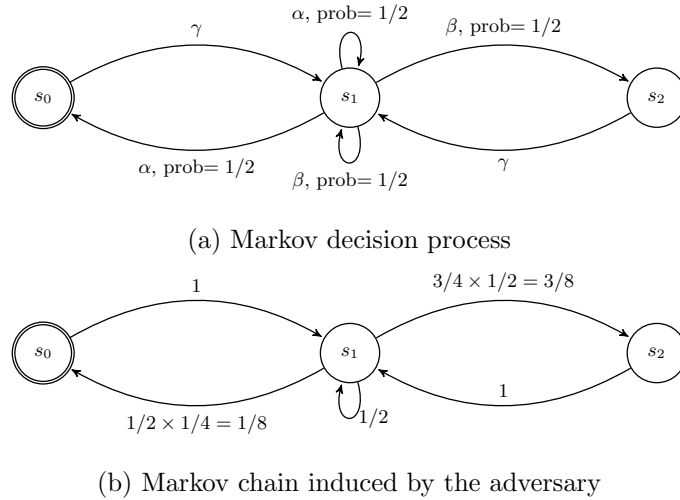 α, prob= 1/2
γ
β, prob= 1/2
s₀
s₁
s₂
α, prob= 1/2
β, prob= 1/2
γ
(a) Markov decision process
1
3/4 × 1/2 = 3/8
s₀
s₁
s₂
1/2 × 1/4 = 1/8
1/2
1
(b) Markov chain induced by the adversary